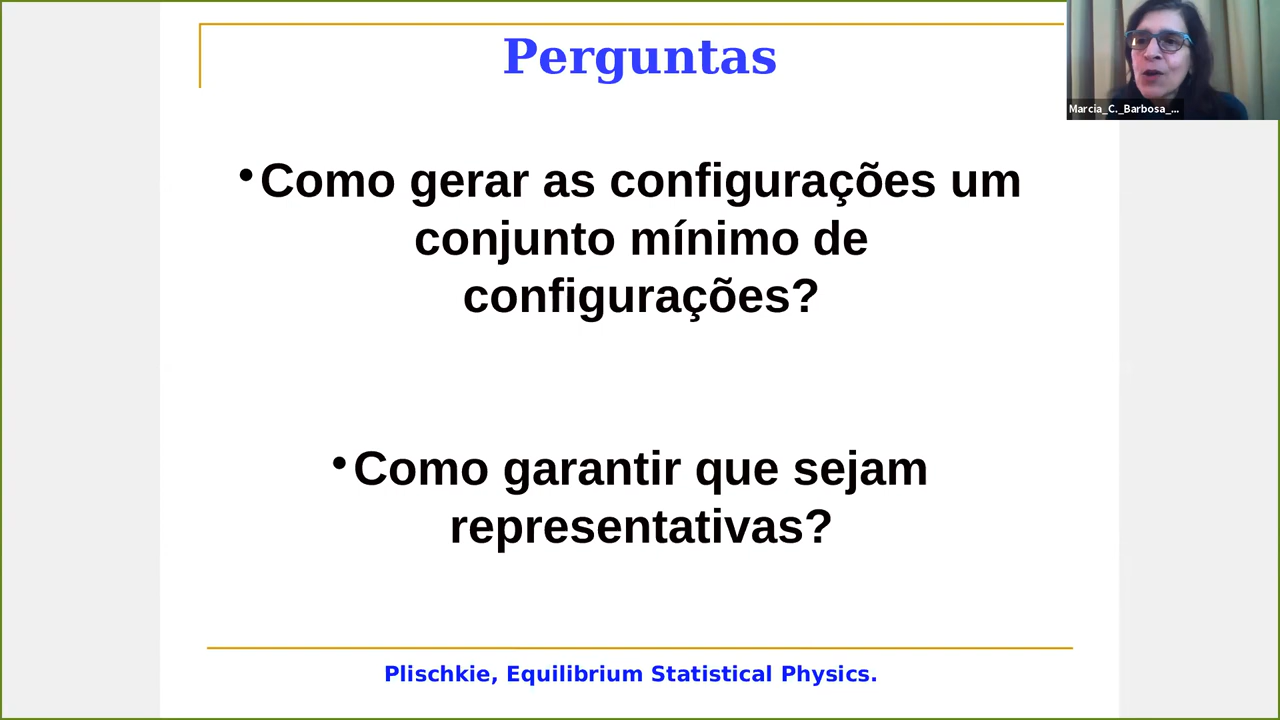 Perguntas
Marcia_C._Barbosa_...
•Como gerar as configurações um
conjunto mínimo de
configurações?
•Como garantir que sejam
representativas?
Plischkie, Equilibrium Statistical Physics.